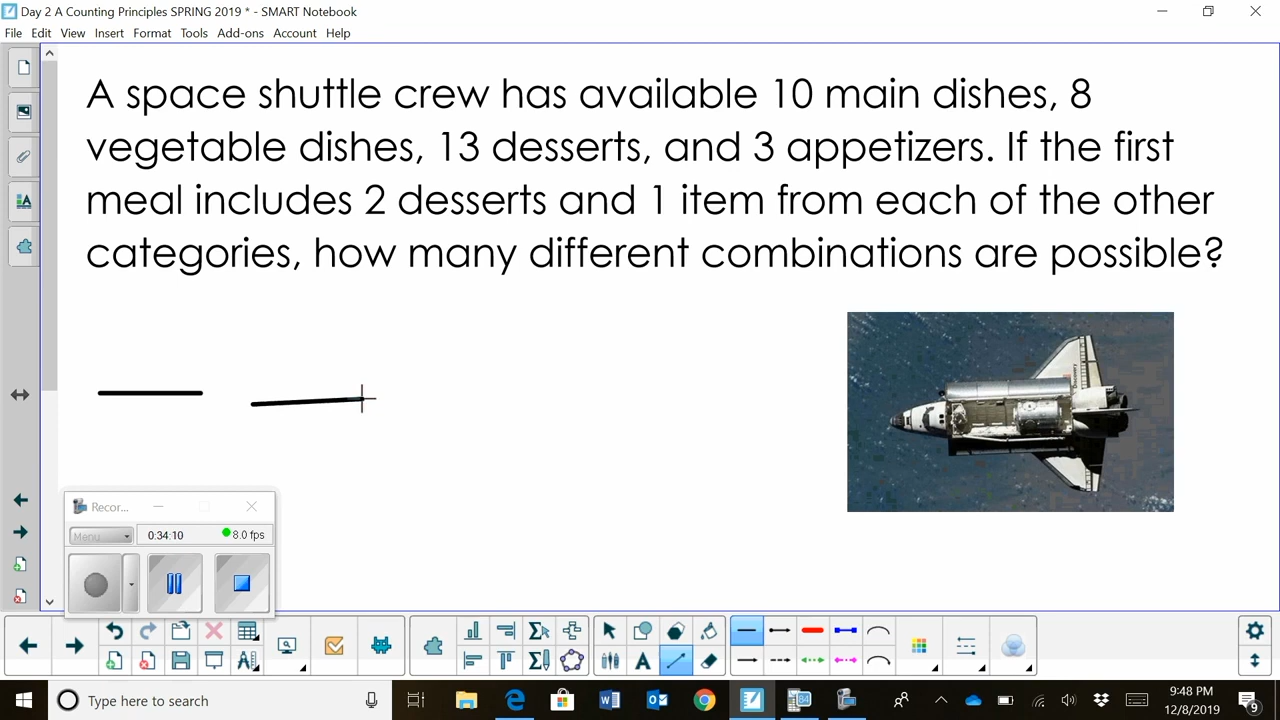 Day 2 A Counting Principles SPRING 2019 * - SMART Notebook
File Edit View Insert Format Tools Add-ons Account Help
A space shuttle crew has available 10 main dishes, 8
vegetable dishes, 13 desserts, and 3 appetizers. If the first
meal includes 2 desserts and 1 item from each of the other
categories, how many different combinations are possible?
Discovery
Recor...
Menu
0:34:10
8.0 fps
Type here to search
9:48 PM
12/8/2019
9